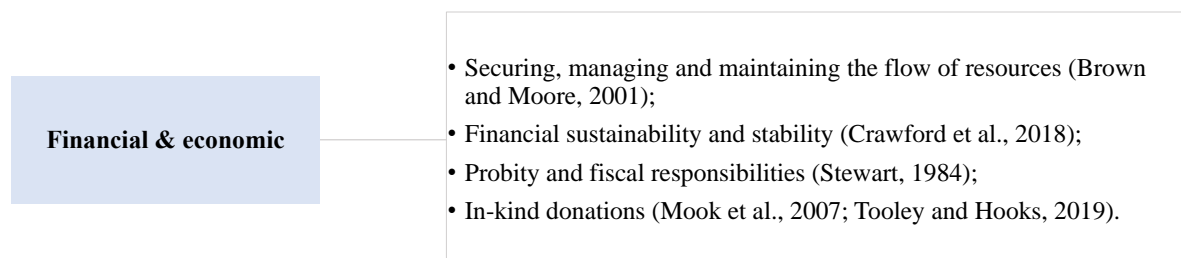 Financial & economic
• Securing, managing and maintaining the flow of resources (Brown
and Moore, 2001);
• Financial sustainability and stability (Crawford et al., 2018);
• Probity and fiscal responsibilities (Stewart, 1984);
• In-kind donations (Mook et al., 2007; Tooley and Hooks, 2019).